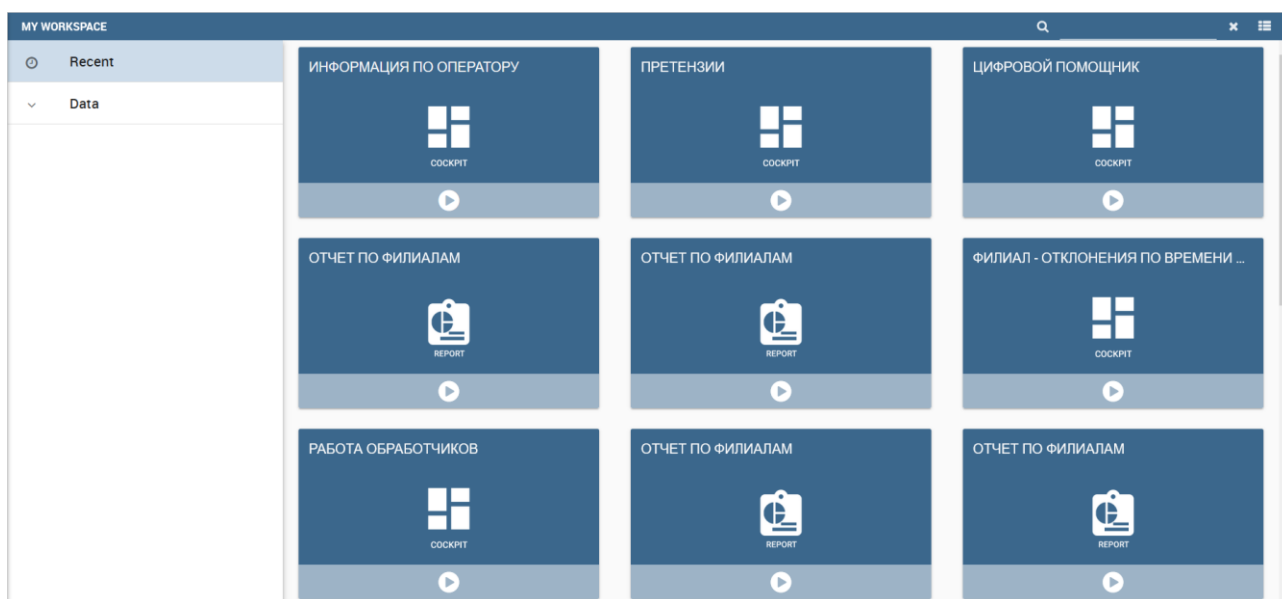 MY WORKSPACE
Recent
Data
ИНФОРМАЦИЯ ПО ОПЕРАТОРУ
COCKPIT
ПРЕТЕНЗИИ
COCKPIT
ЦИФРОВОЙ ПОМОЩНИК
COCKPIT
ОТЧЕТ ПО ФИЛИАЛАМ
REPORT
ОТЧЕТ ПО ФИЛИАЛАМ
REPORT
ФИЛИАЛ - ОТКЛОНЕНИЯ ПО ВРЕМЕНИ ...
COCKPIT
РАБОТА ОБРАБОТЧИКОВ
COCKPIT
ОТЧЕТ ПО ФИЛИАЛАМ
REPORT
ОТЧЕТ ПО ФИЛИАЛАМ
REPORT